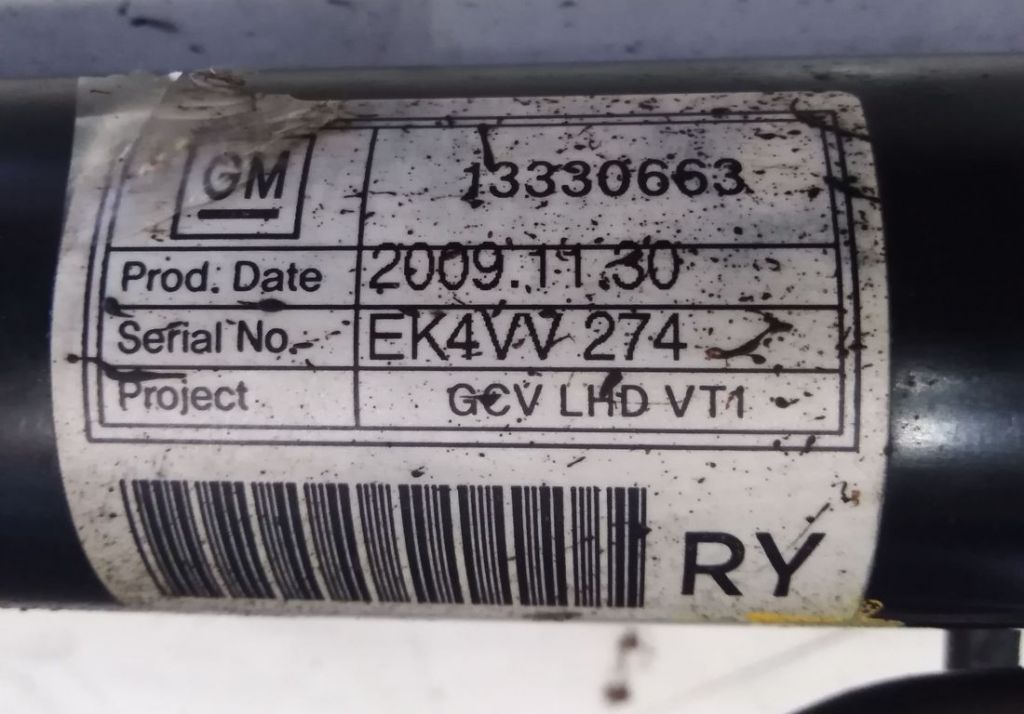 GM
13330663
Prod. Date 2009.11.30
Serial No. EK4VV 274
Project GCV LHD VT1
RY